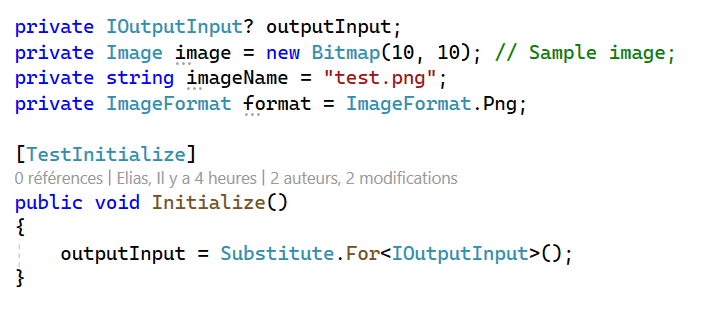 private IOutputInput? outputInput;
private Image image = new Bitmap(10, 10); // Sample image;
private string imageName = "test.png";
private ImageFormat format = ImageFormat.Png;
[TestInitialize]
0 références | Elias, Il y a 4 heures | 2 auteurs, 2 modifications
public void Initialize()
{
outputInput = Substitute.For<IOutputInput>();
}